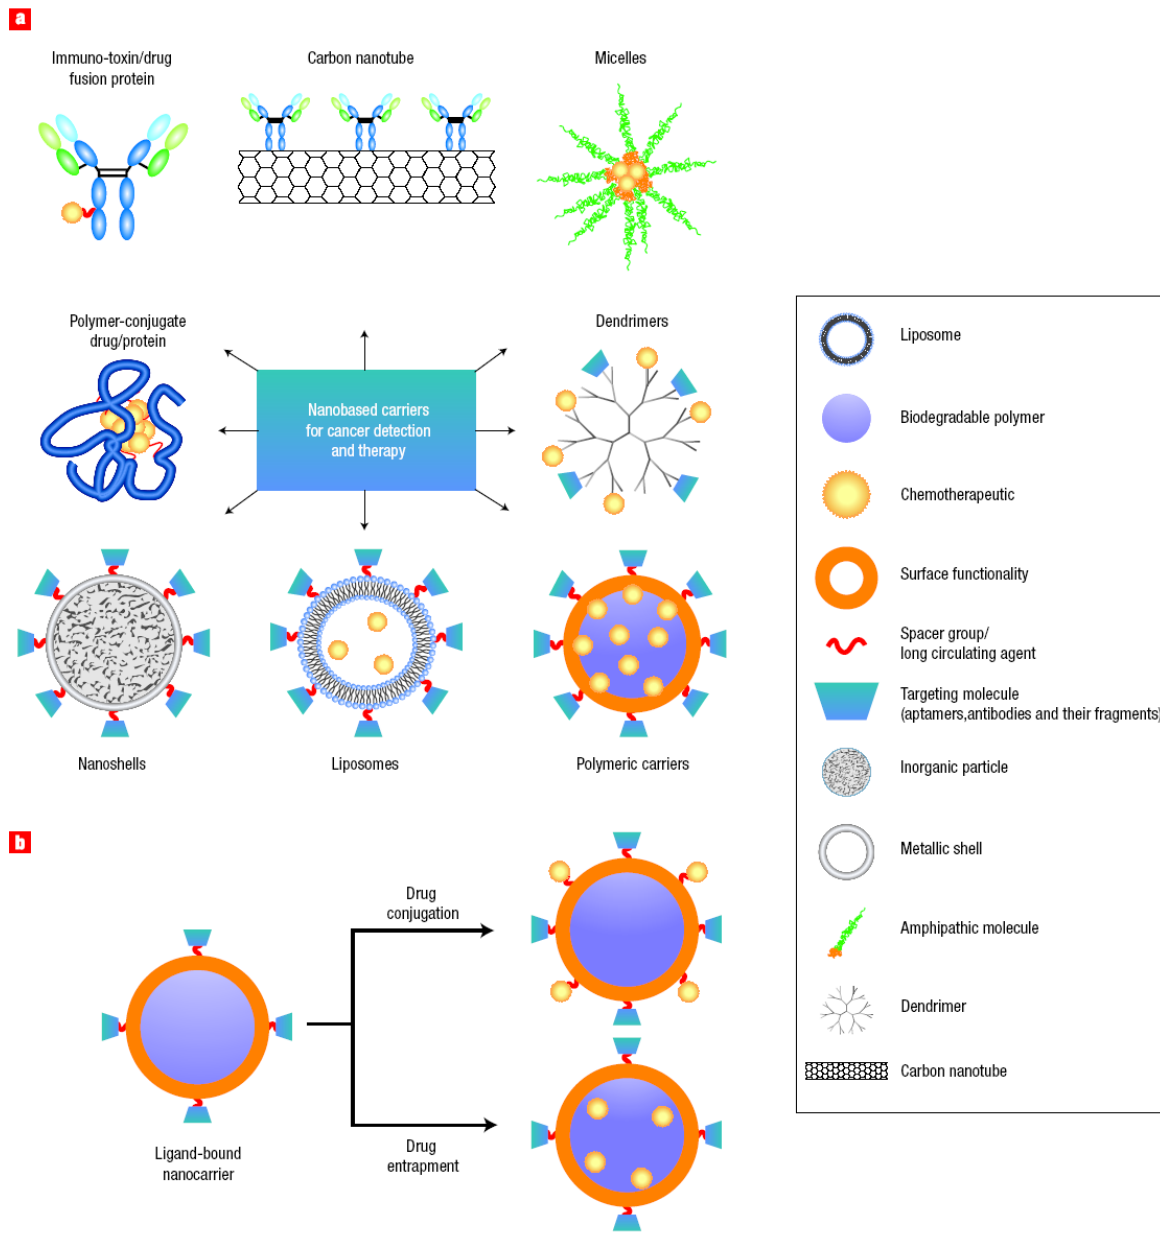 a
Immuno-toxin/drug
fusion protein
Carbon nanotube
Micelles
Polymer-conjugate
drug/protein
Dendrimers
Nanobased carriers
for cancer detection
and therapy
Nanoshells
Liposomes
Polymeric carriers
b
Drug
conjugation
Drug
entrapment
Ligand-bound
nanocarrier
Liposome
Biodegradable polymer
Chemotherapeutic
Surface functionality
Spacer group/
long circulating agent
Targeting molecule
(aptamers,antibodies and their fragments)
Inorganic particle
Metallic shell
Amphipathic molecule
Dendrimer
Carbon nanotube